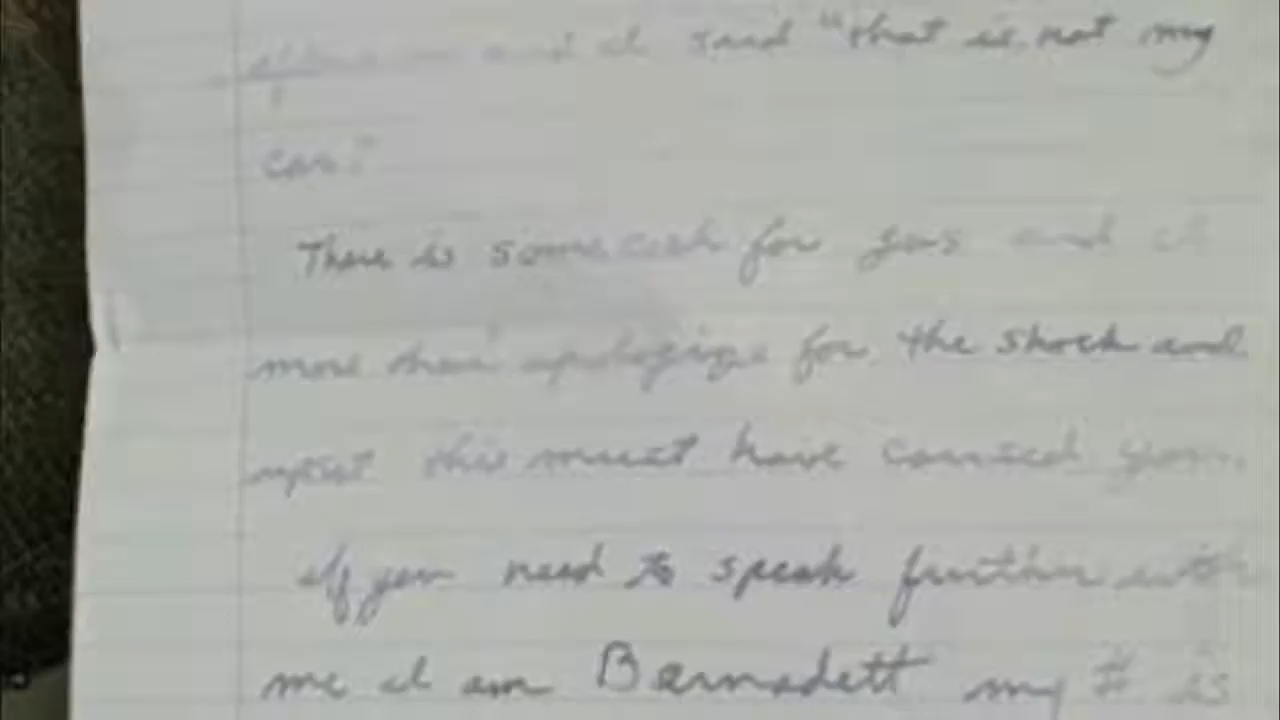 and I said "that is not my
car."
There is some cash for gas and I
more than apologize for the shock and
upset this must have caused you.
If you need to speak further with
me I am Bernadett my # is